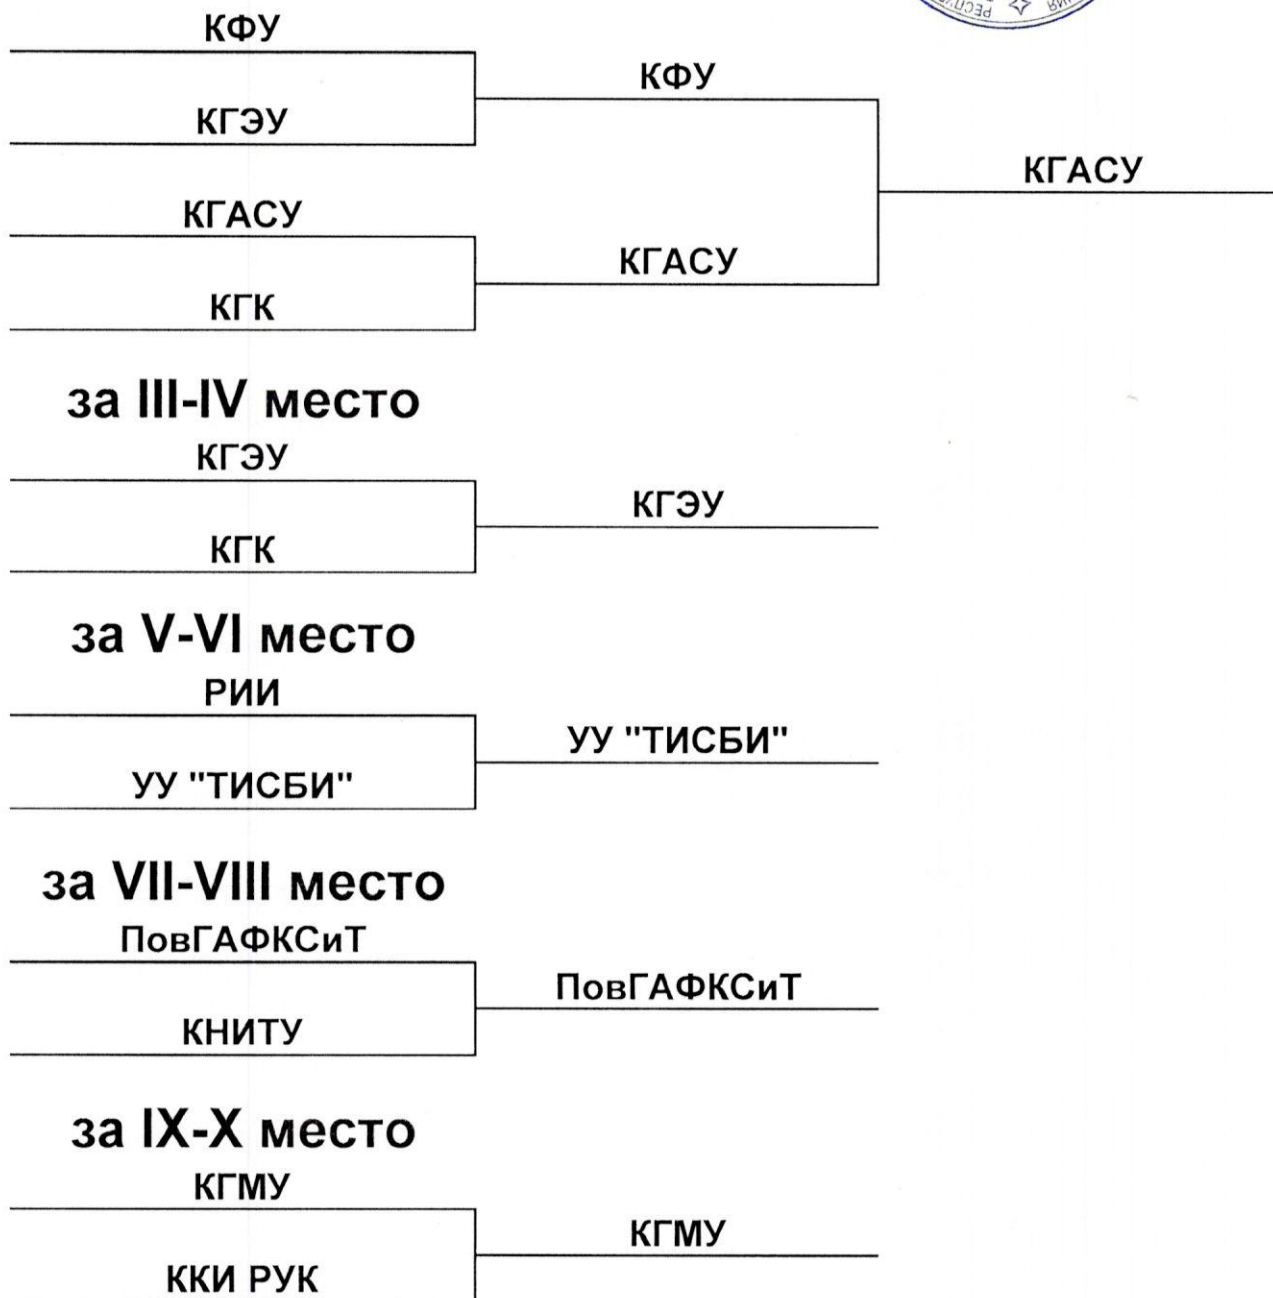 КФУ
КФУ
КГЭУ
КГАСУ
КГАСУ
КГАСУ
КГК
за III-IV место
КГЭУ
КГЭУ
КГК
за V-VI место
РИИ
УУ "ТИСБИ"
УУ "ТИСБИ"
за VII-VIII место
ПовГАФКСиТ
ПовГАФКСиТ
КНИТУ
за IX-X место
КГМУ
КГМУ
ККИ РУК